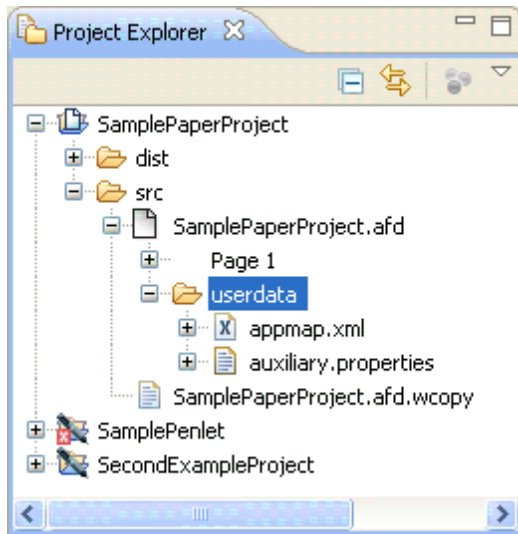 Project Explorer
SamplePaperProject
dist
src
SamplePaperProject.afd
Page 1
userdata
appmap.xml
auxiliary.properties
SamplePaperProject.afd.wcopy
SamplePenlet
SecondExampleProject